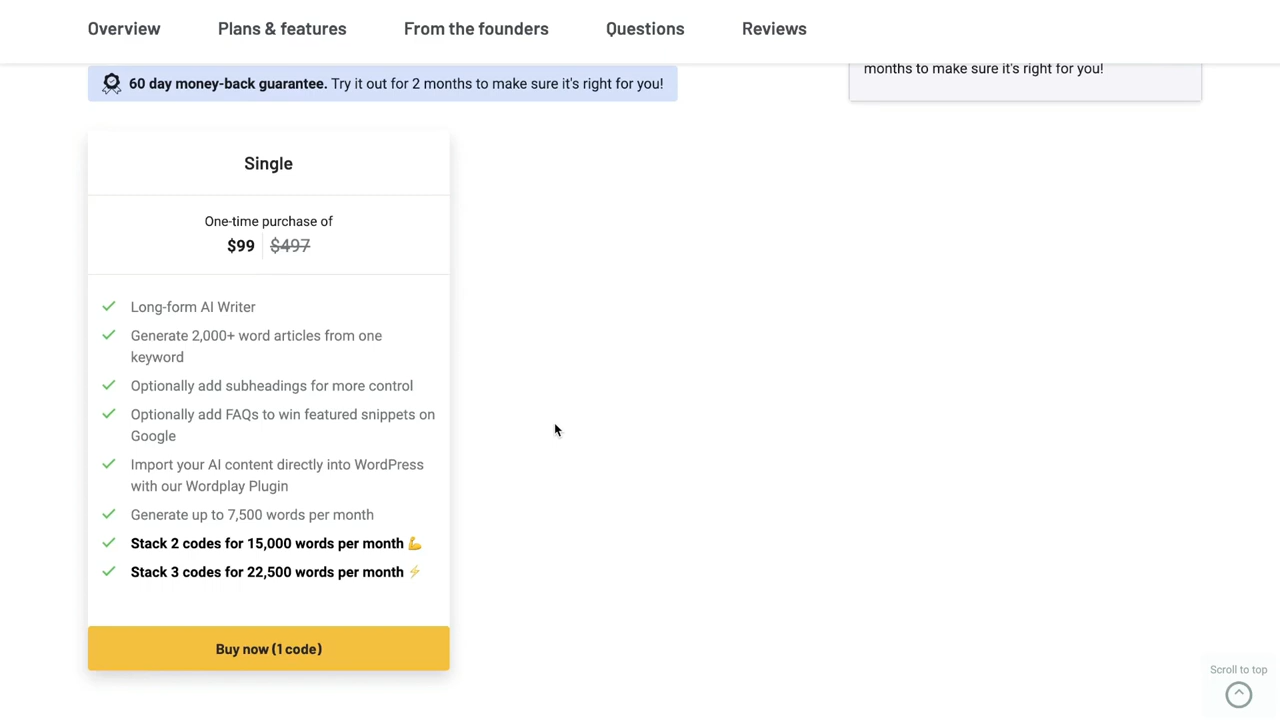 Overview Plans & features From the founders Questions Reviews
months to make sure it's right for you!
60 day money-back guarantee. Try it out for 2 months to make sure it's right for you!
Single
One-time purchase of
$99 $497
Long-form AI Writer
Generate 2,000+ word articles from one
keyword
Optionally add subheadings for more control
Optionally add FAQs to win featured snippets on
Google
Import your AI content directly into WordPress
with our Wordplay Plugin
Generate up to 7,500 words per month
Stack 2 codes for 15,000 words per month 💪
Stack 3 codes for 22,500 words per month ⚡
Buy now (1 code)
Scroll to top